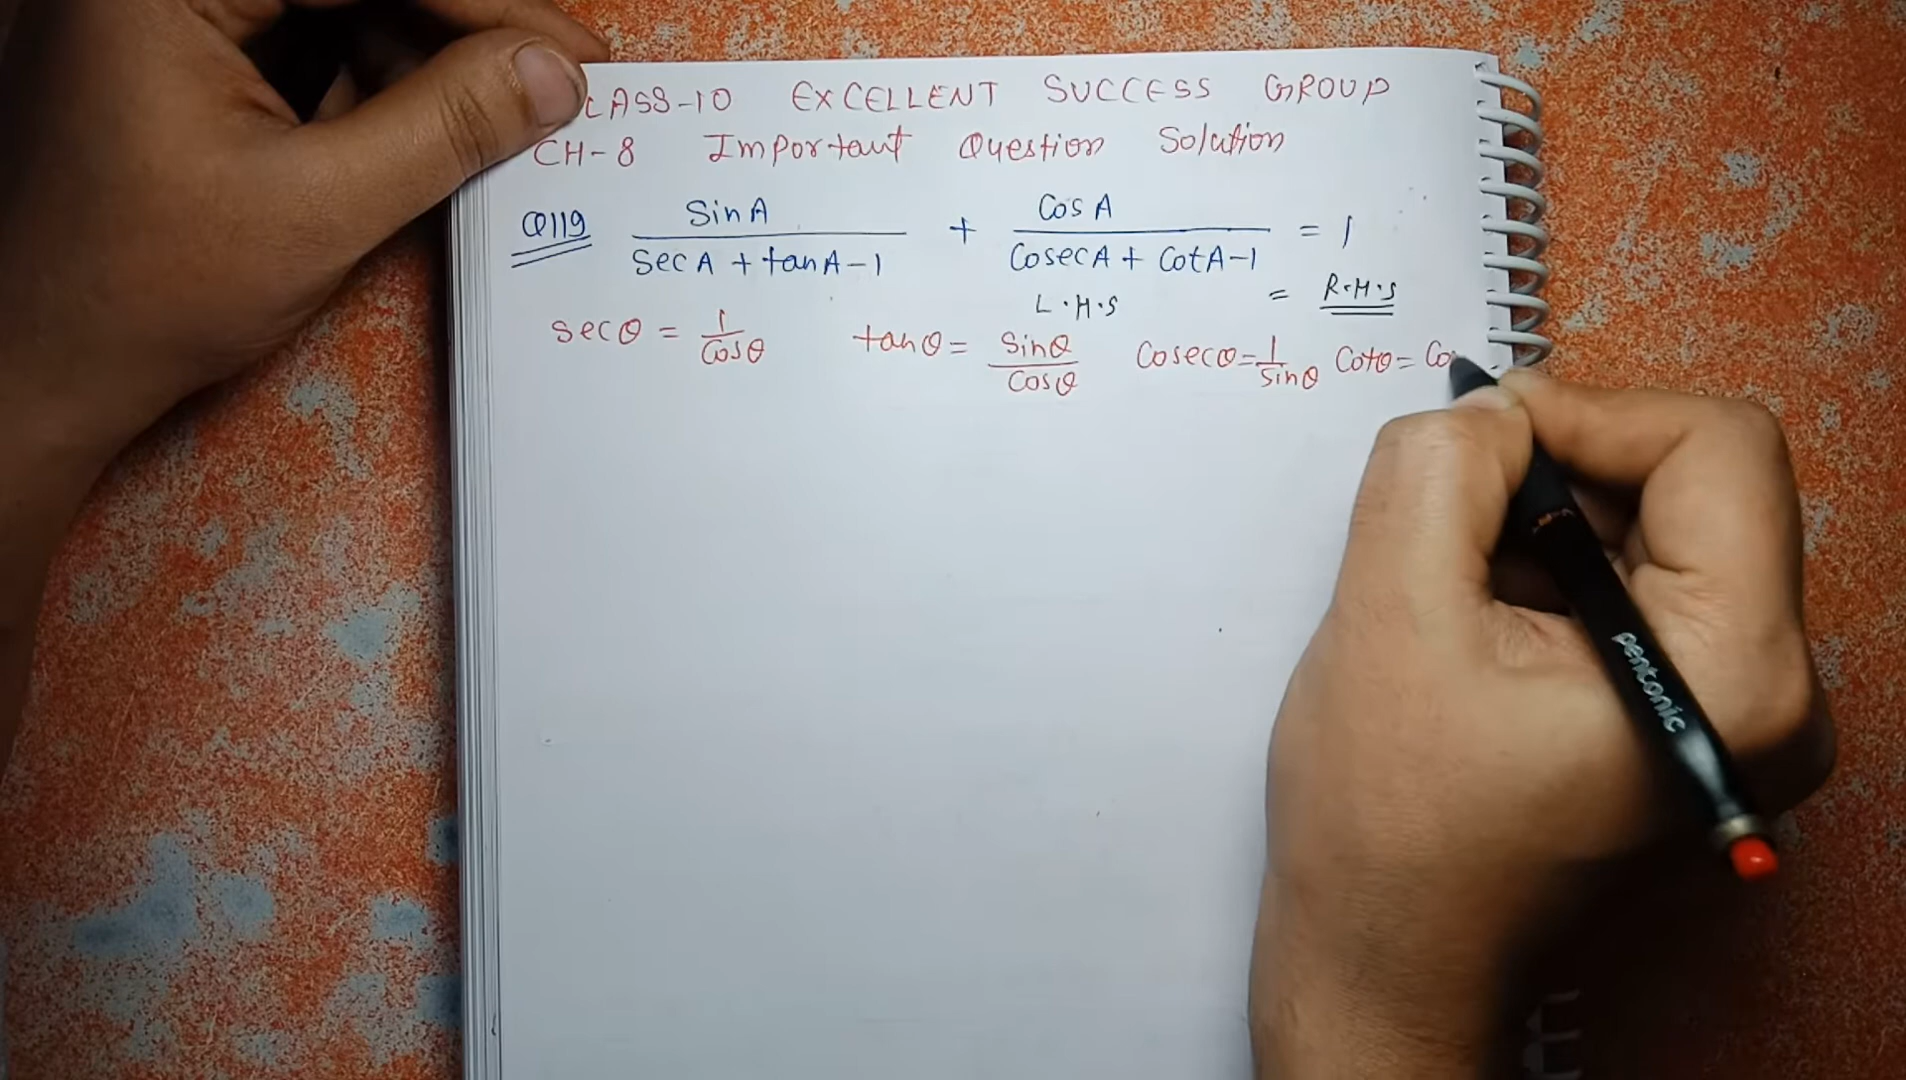 CLASS-10 EXCELLENT SUCCESS GROUP
CH-8 Important Question Solution
Q119 SinA / SecA + tanA-1 + CosA / CosecA + CotA-1 = 1
L.H.S = R.H.S
secθ = 1/Cosθ tanθ = Sinθ/Cosθ Cosecθ = 1/Sinθ Cotθ = Co
pentonic